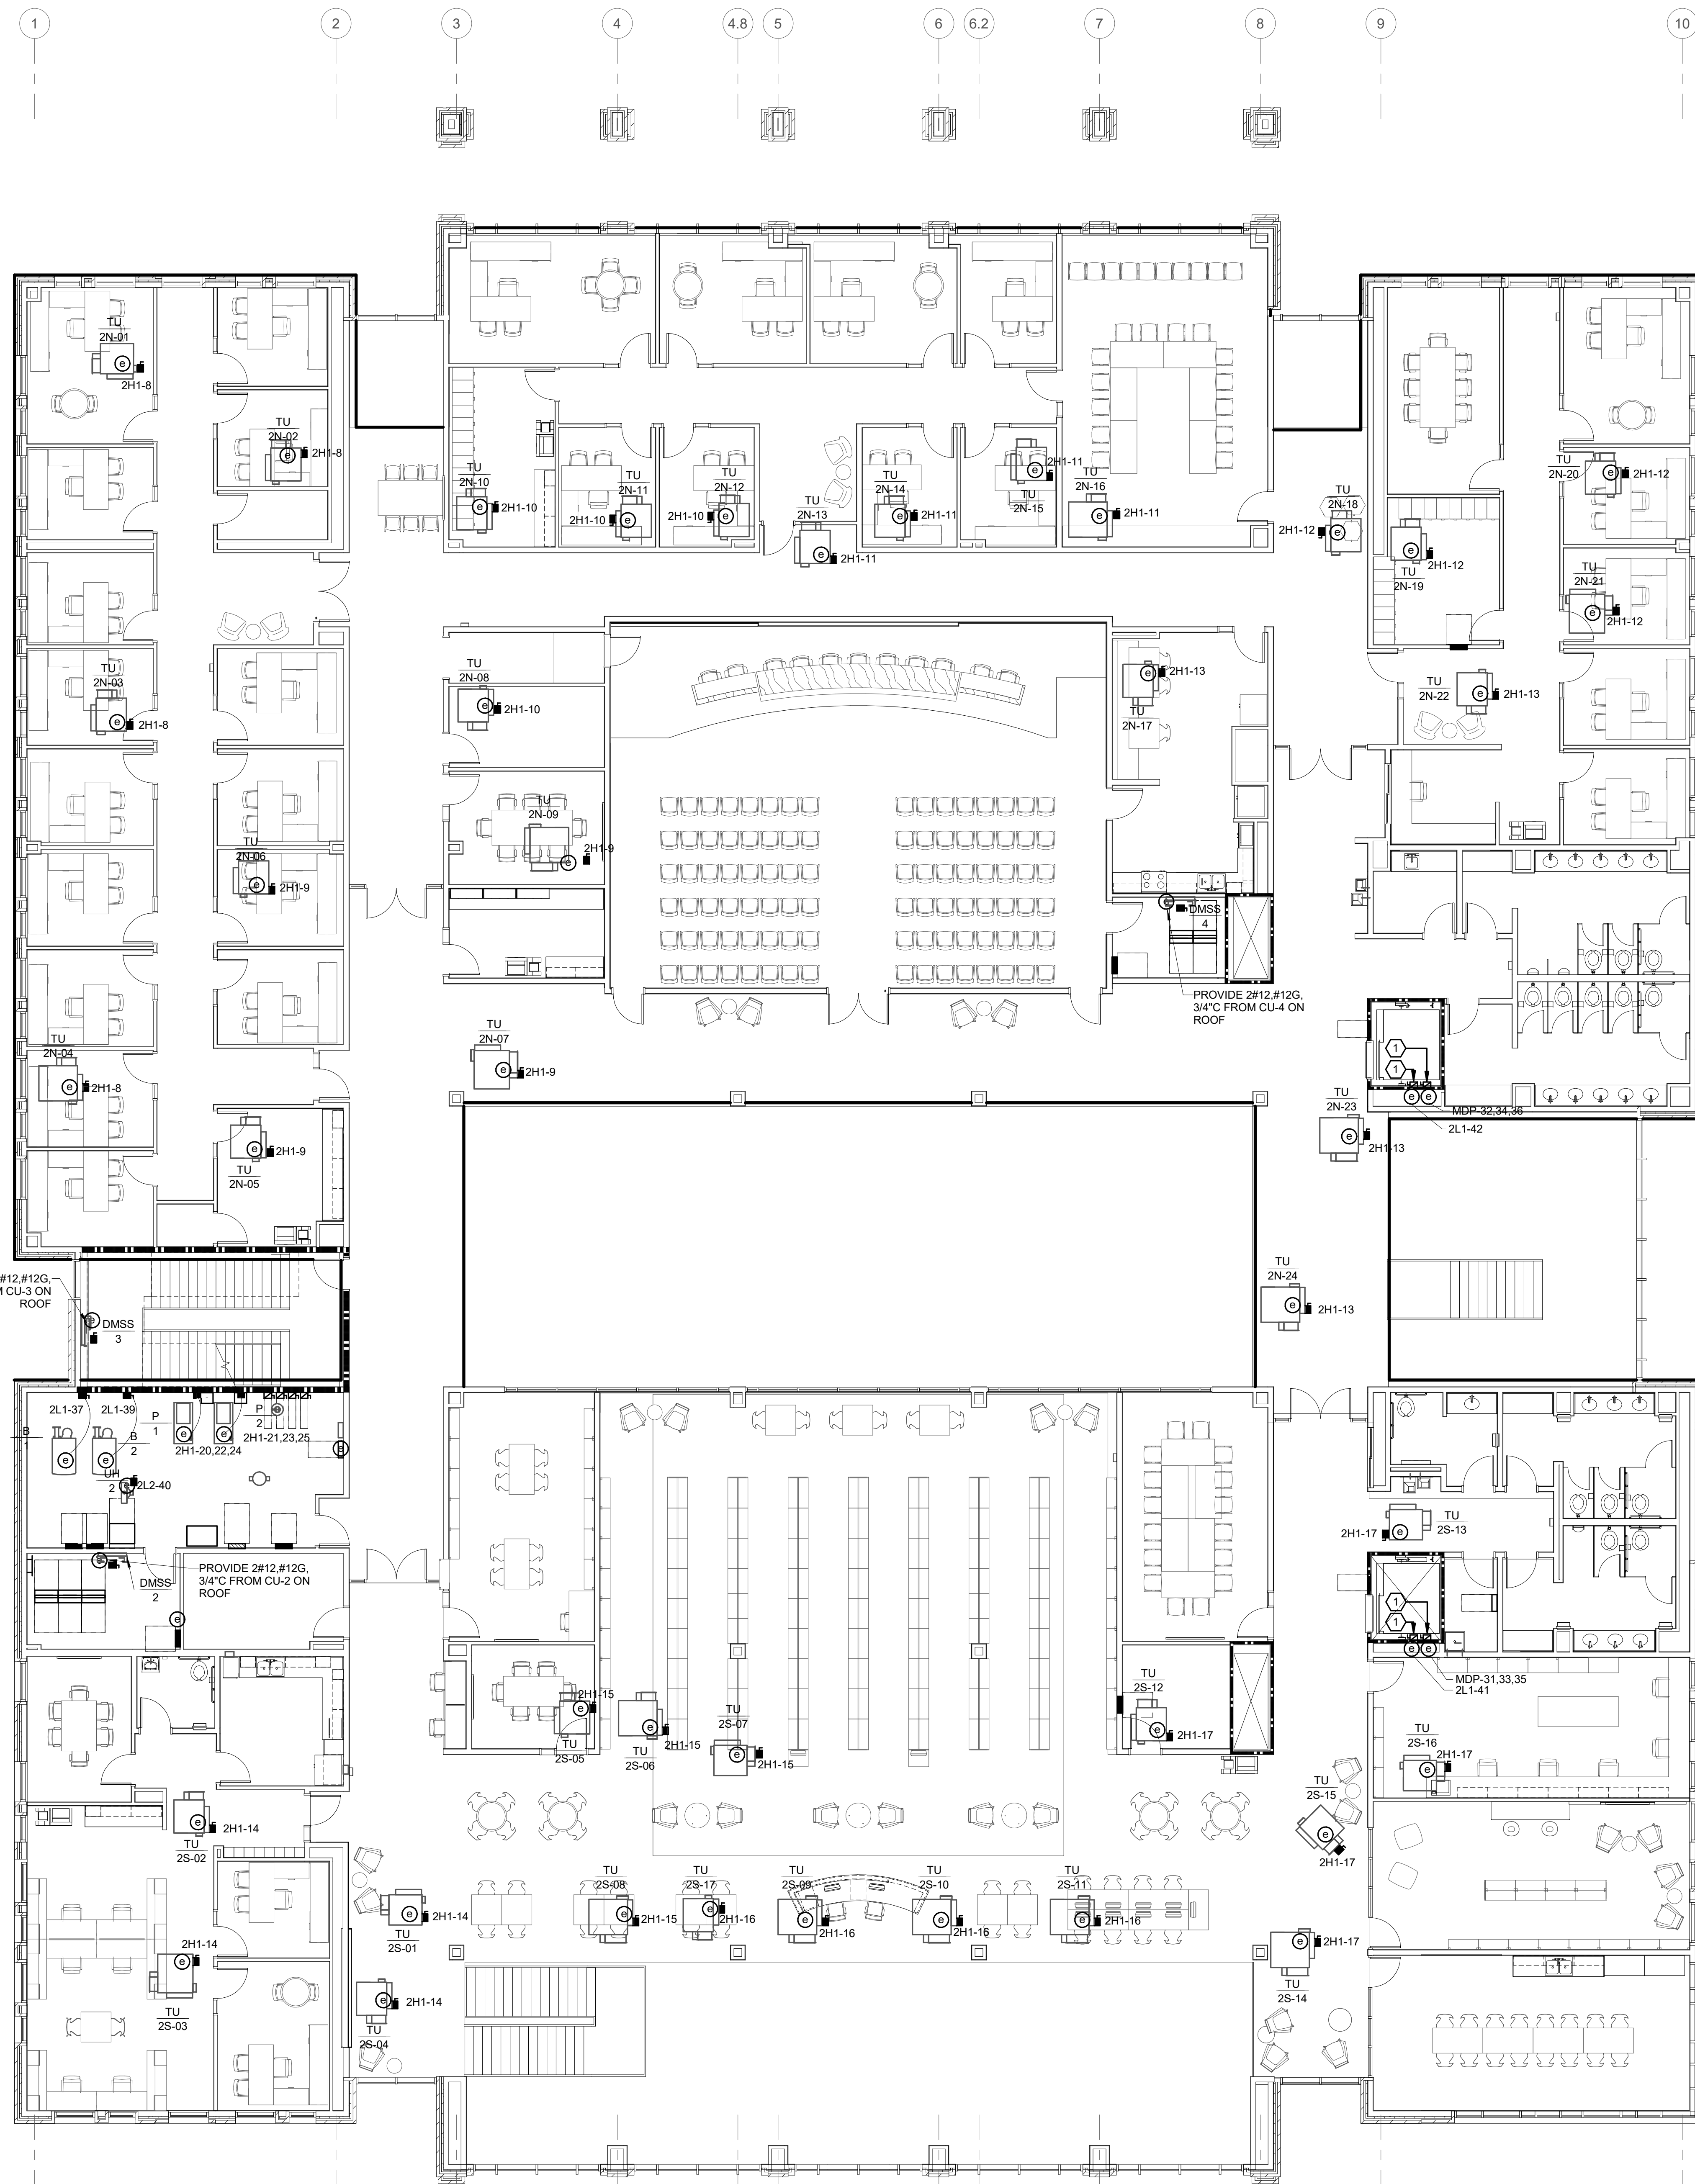 1
2
3
4
4.8
5
6
6.2
7
8
9
10
TU
2N-01
2H1-8
TU
2N-02
2H1-8
TU
2N-10
2H1-10
TU
2N-11
2H1-10
TU
2N-12
2H1-10
TU
2N-13
2H1-11
TU
2N-14
2H1-11
2H1-11
TU
2N-15
TU
2N-16
2H1-11
TU
2N-18
2H1-12
TU
2N-20
2H1-12
2H1-12
TU
2N-19
TU
2N-21
2H1-12
TU
2N-03
2H1-8
TU
2N-08
2H1-10
2H1-13
TU
2N-17
TU
2N-22
2H1-13
TU
2N-09
2H1-9
TU
2N-06
2H1-9
DMSS
4
PROVIDE 2#12,#12G,
3/4"C FROM CU-4 ON
ROOF
TU
2N-04
2H1-8
TU
2N-07
2H1-9
1
1
MDP-32,34,36
2L1-42
TU
2N-23
2H1-13
2H1-9
TU
2N-05
TU
2N-24
2H1-13
#12,#12G,
M CU-3 ON
ROOF
DMSS
3
2L1-37
2L1-39
P
1
P
2
B
1
B
2
2H1-20,22,24
2H1-21,23,25
UH
2
2L2-40
PROVIDE 2#12,#12G,
3/4"C FROM CU-2 ON
ROOF
DMSS
2
2H1-17
TU
2S-13
1
1
MDP-31,33,35
2L1-41
2H1-15
TU
2S-05
TU
2S-06
2H1-15
TU
2S-07
2H1-15
TU
2S-12
2H1-17
TU
2S-16
2H1-17
TU
2S-15
2H1-17
2H1-14
TU
2S-02
2H1-14
TU
2S-01
TU
2S-08
2H1-15
TU
2S-17
2H1-16
TU
2S-09
2H1-16
TU
2S-10
2H1-16
TU
2S-11
2H1-16
2H1-17
TU
2S-14
2H1-14
TU
2S-03
2H1-14
TU
2S-04